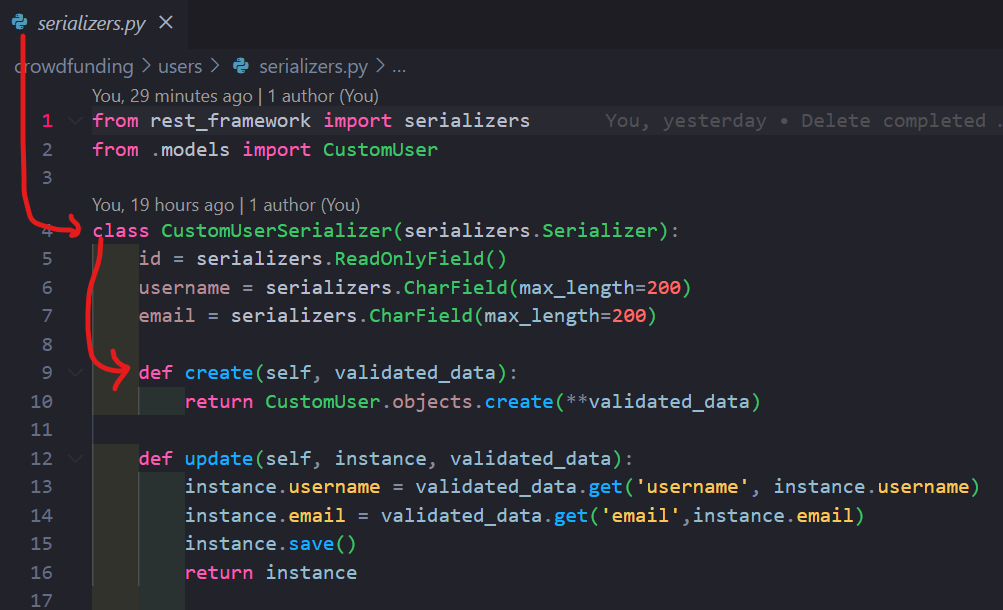 serializers.py
crowdfunding > users > serializers.py > ...
You, 29 minutes ago | 1 author (You)
1 from rest_framework import serializers You, yesterday • Delete completed .
2 from .models import CustomUser
3
You, 19 hours ago | 1 author (You)
4 class CustomUserSerializer(serializers.Serializer):
5 id = serializers.ReadOnlyField()
6 username = serializers.CharField(max_length=200)
7 email = serializers.CharField(max_length=200)
8
9 def create(self, validated_data):
10 return CustomUser.objects.create(**validated_data)
11
12 def update(self, instance, validated_data):
13 instance.username = validated_data.get('username', instance.username)
14 instance.email = validated_data.get('email',instance.email)
15 instance.save()
16 return instance
17